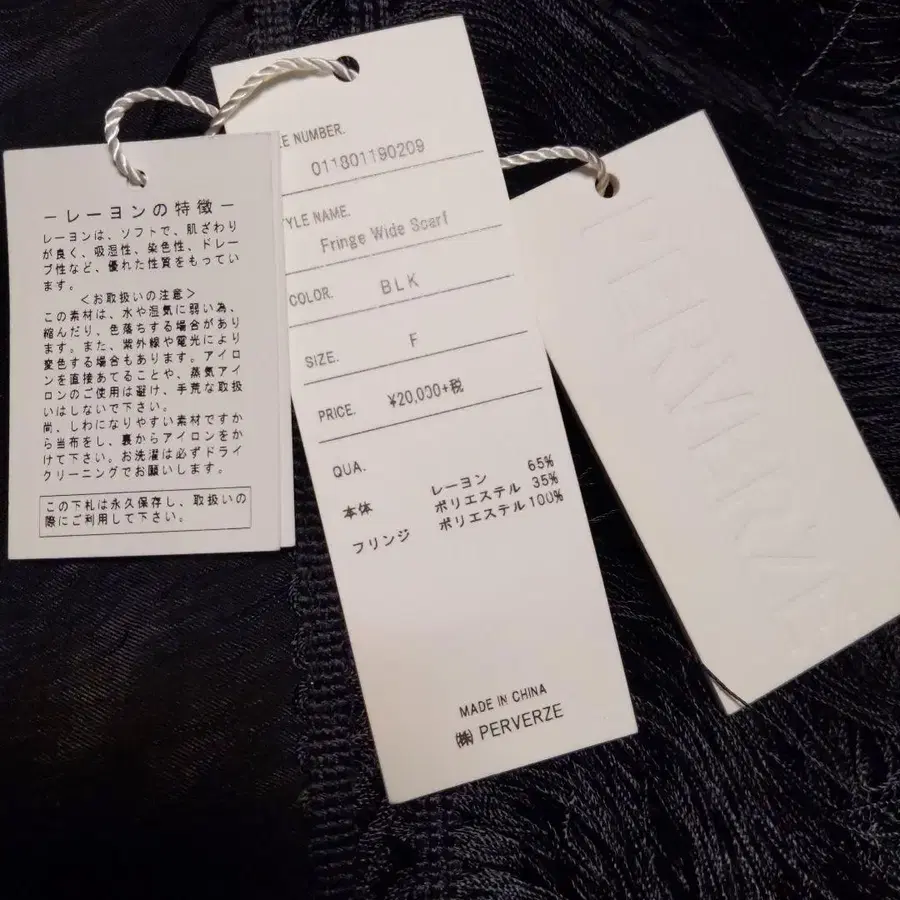 －レーヨンの特徴－
レーヨンは、ソフトで、肌ざわり
が良く、吸湿性、染色性、ドレー
プ性など、優れた性質をもってい
ます。
＜お取扱いの注意＞
この素材は、水や湿気に弱い為、
縮んだり、色落ちする場合があり
ます。また、紫外線や電光により
変色する場合もあります。アイロ
ンを直接あてることや、蒸気アイ
ロンのご使用は避け、手荒な取扱
いはしないで下さい。
尚、しわになりやすい素材ですか
ら当布をし、裏からアイロンをか
けて下さい。お洗濯は必ずドライ
クリーニングでお願いします。
この下札は永久保存し、取扱いの
際にご利用して下さい。
LE NUMBER.
011801190209
TYLE NAME.
Fringe Wide Scarf
COLOR. BLK
SIZE. F
PRICE. ¥20,000+税
QUA.
本体 レーヨン 65%
ポリエステル 35%
フリンジ ポリエステル 100%
MADE IN CHINA
㈱ PERVERZE
PERVERZE